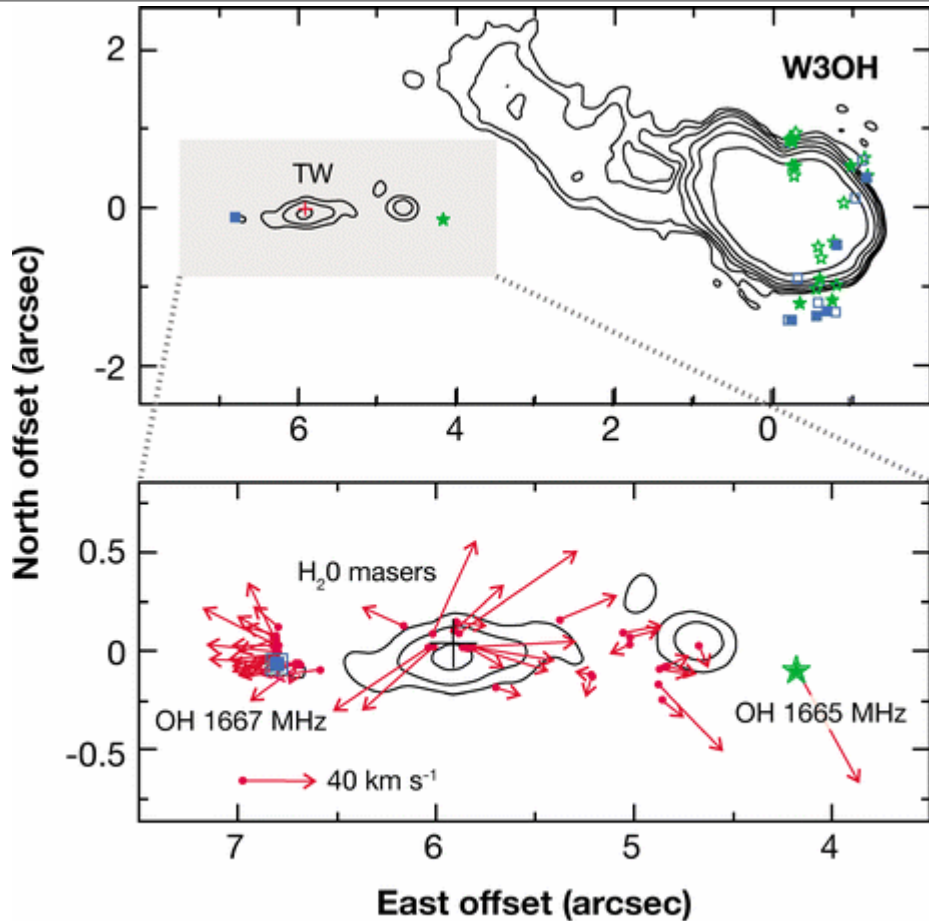 2
0
-2
W3OH
TW
6
4
2
0
North offset (arcsec)
0.5
0
-0.5
H20 masers
OH 1667 MHz
OH 1665 MHz
40 km s-1
7
6
5
4
East offset (arcsec)